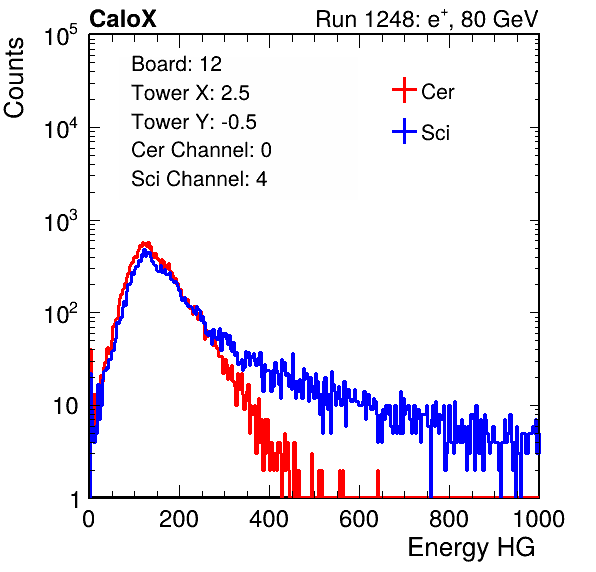 CaloX Run 1248: e⁺, 80 GeV
Counts
10⁵
10⁴
10³
10²
10
1
Board: 12
Tower X: 2.5
Tower Y: -0.5
Cer Channel: 0
Sci Channel: 4
Cer
Sci
0 200 400 600 800 1000
Energy HG